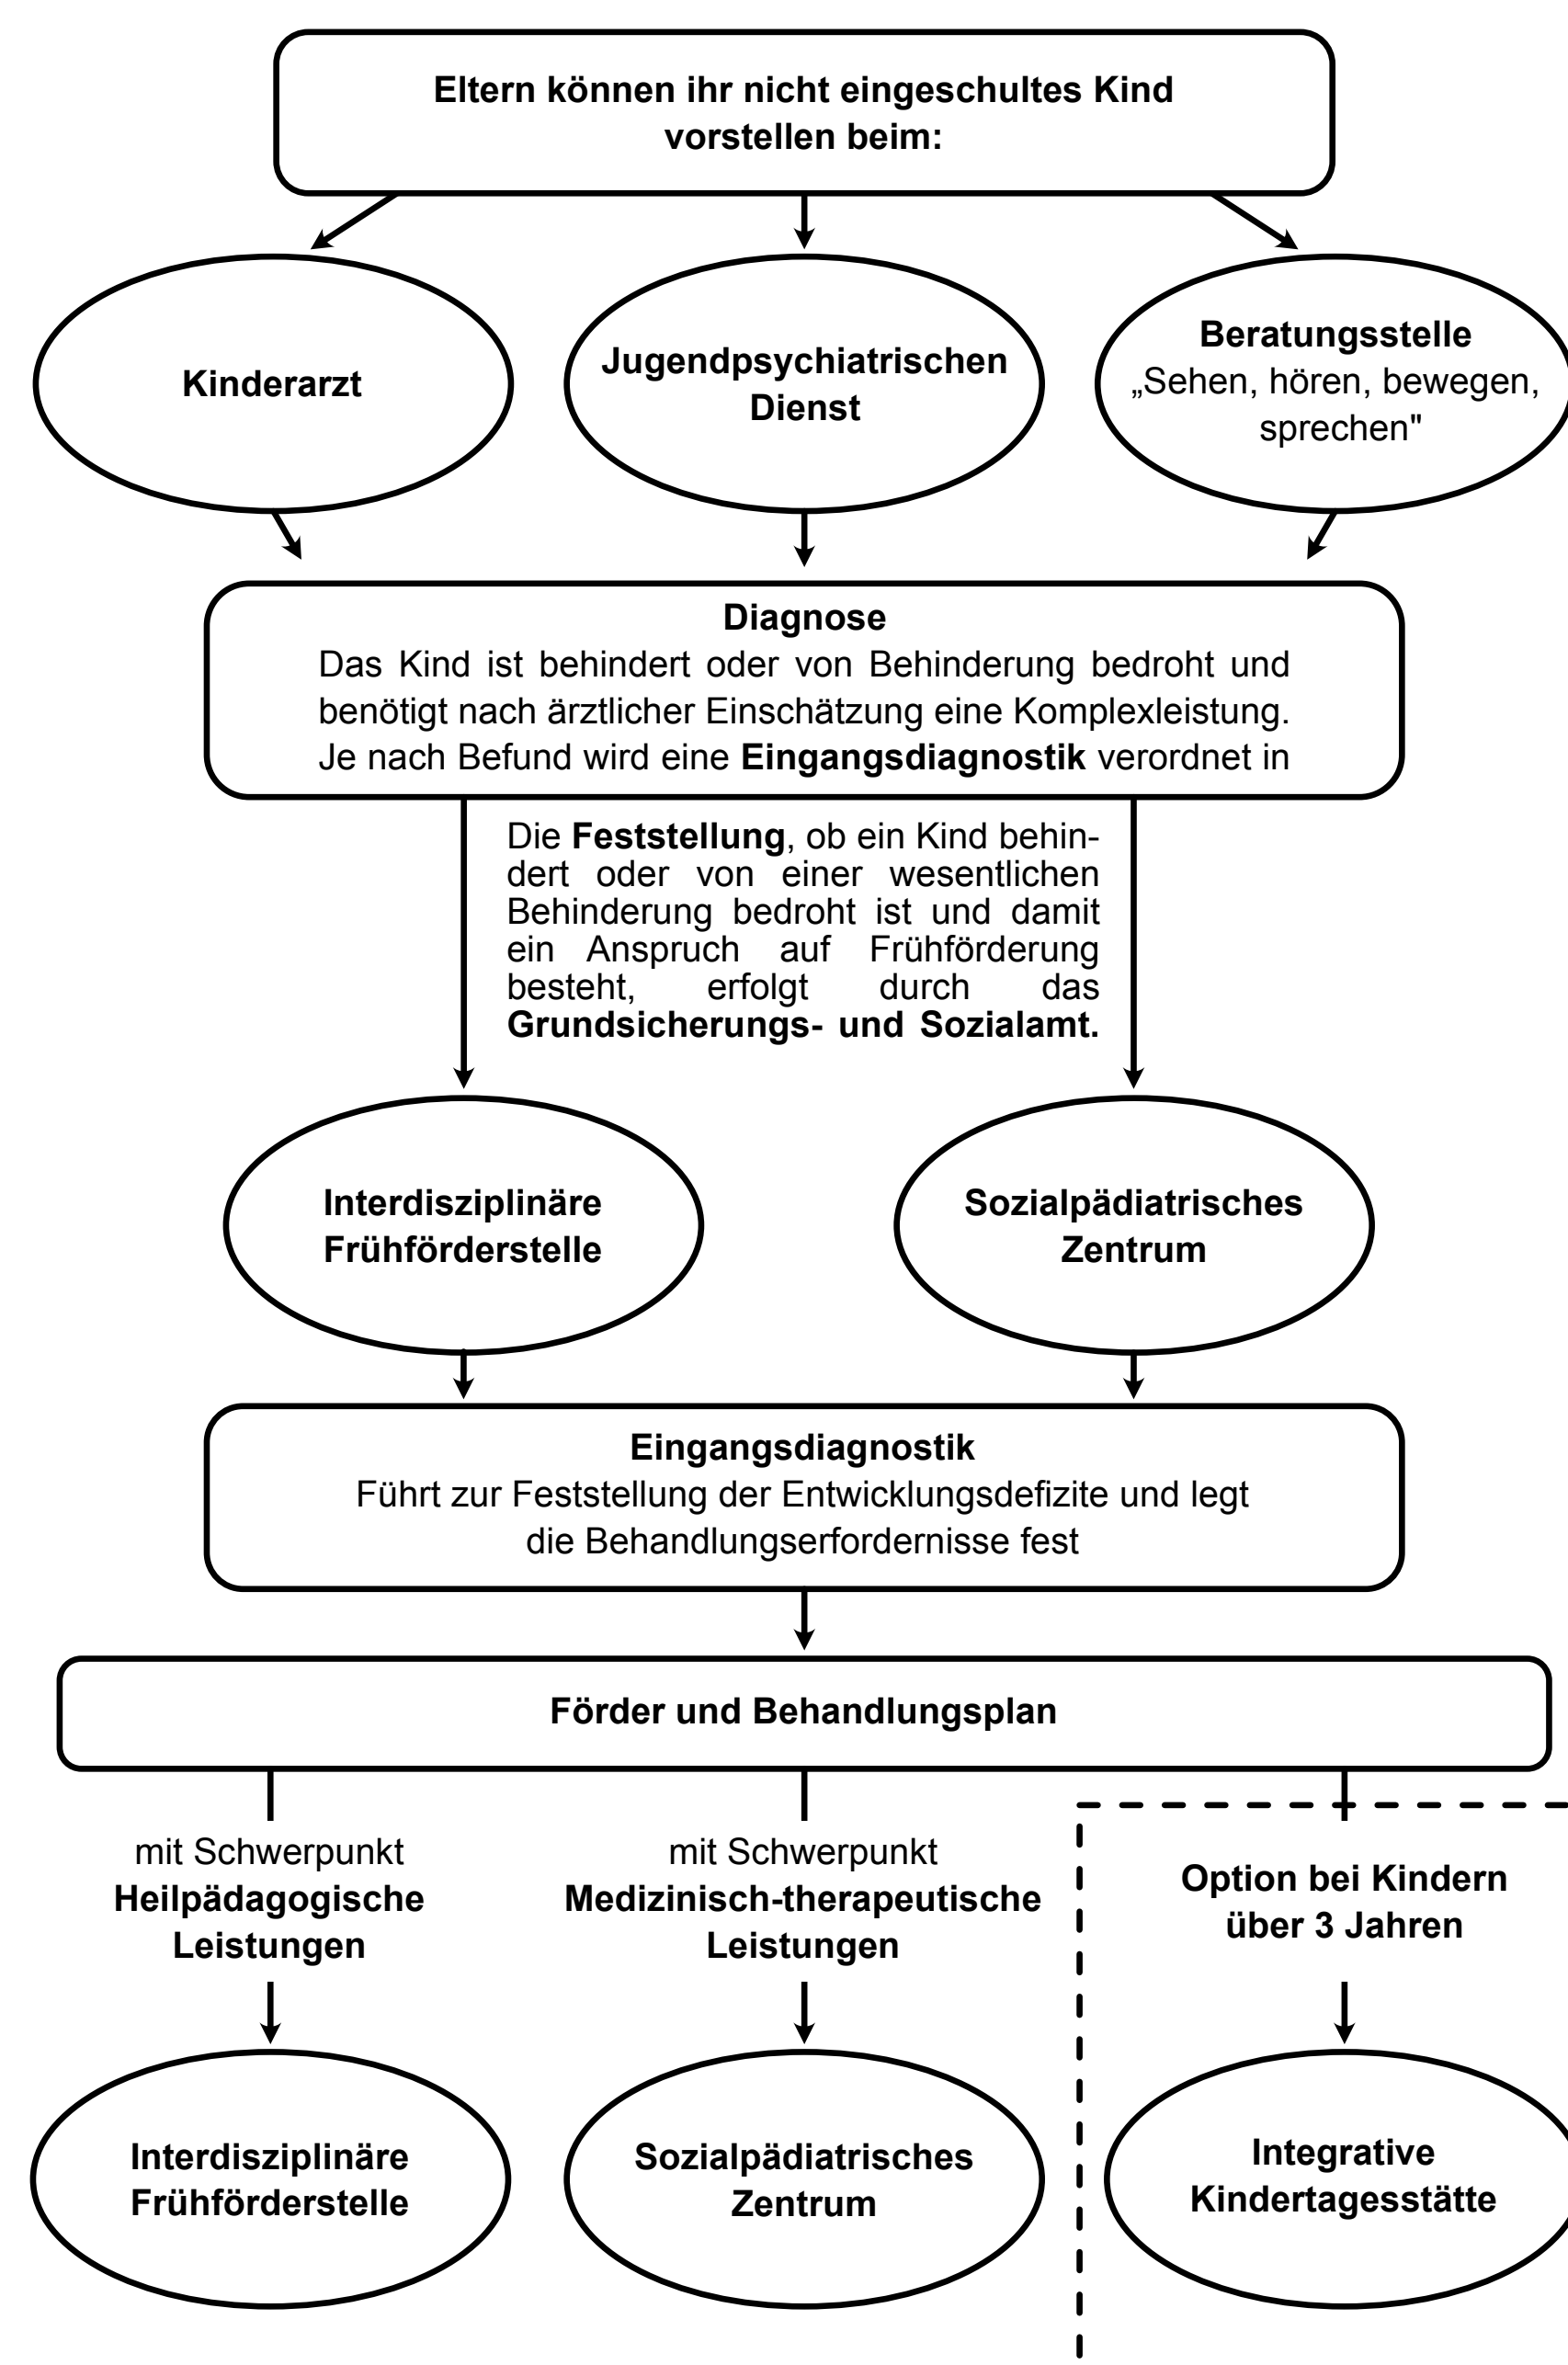 Eltern können ihr nicht eingeschultes Kind
vorstellen beim:
Kinderarzt
Jugendpsychiatrischen
Dienst
Beratungsstelle
„Sehen, hören, bewegen,
sprechen"
Diagnose
Das Kind ist behindert oder von Behinderung bedroht und
benötigt nach ärztlicher Einschätzung eine Komplexleistung.
Je nach Befund wird eine Eingangsdiagnostik verordnet in
Die Feststellung, ob ein Kind behin-
dert oder von einer wesentlichen
Behinderung bedroht ist und damit
ein Anspruch auf Frühförderung
besteht, erfolgt durch das
Grundsicherungs- und Sozialamt.
Interdisziplinäre
Frühförderstelle
Sozialpädiatrisches
Zentrum
Eingangsdiagnostik
Führt zur Feststellung der Entwicklungsdefizite und legt
die Behandlungserfordernisse fest
Förder und Behandlungsplan
mit Schwerpunkt
Heilpädagogische
Leistungen
mit Schwerpunkt
Medizinisch-therapeutische
Leistungen
Option bei Kindern
über 3 Jahren
Interdisziplinäre
Frühförderstelle
Sozialpädiatrisches
Zentrum
Integrative
Kindertagesstätte